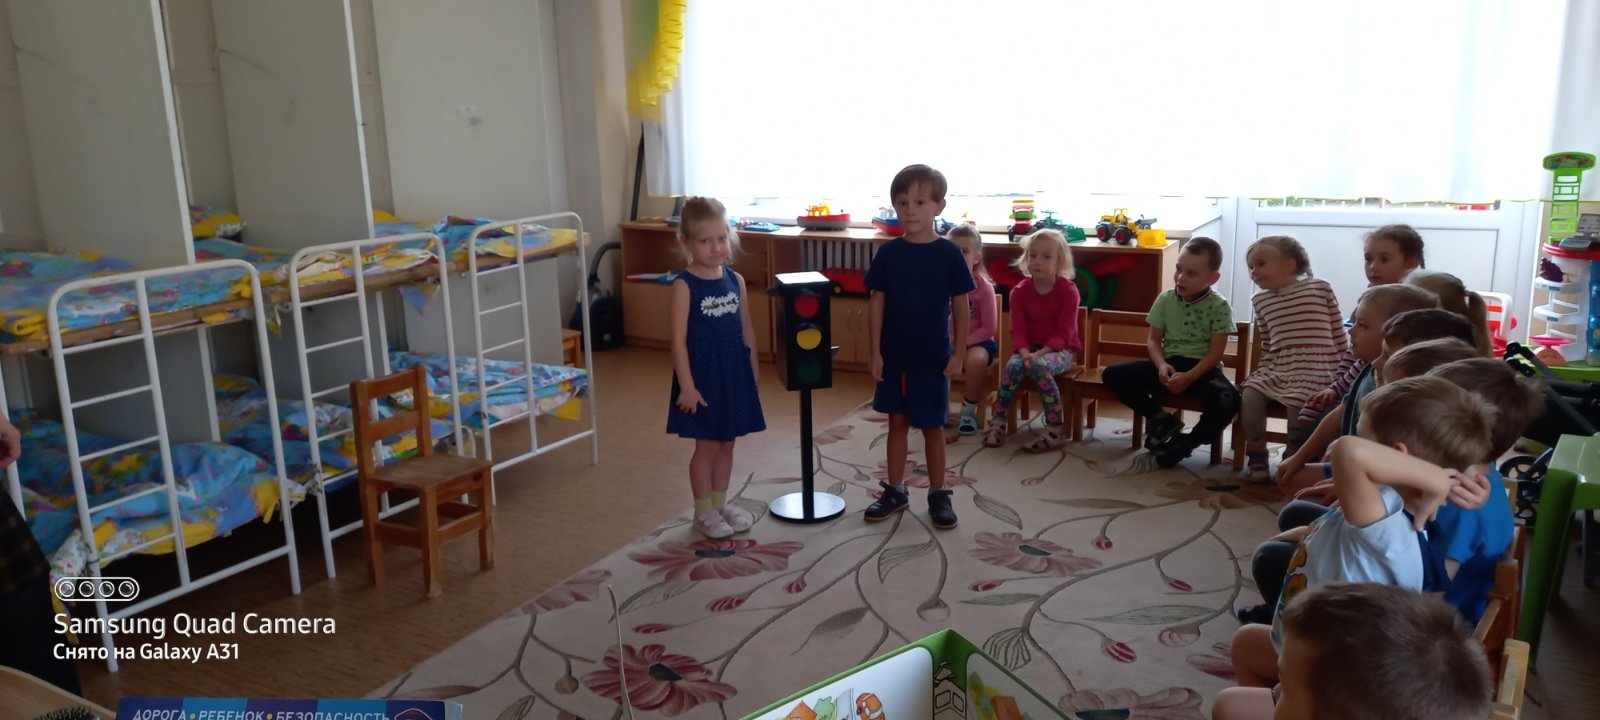 Samsung Quad Camera
Снято на Galaxy A31
ДОРОГА • РЕБЕНОК • БЕЗОПАСНОСТЬ